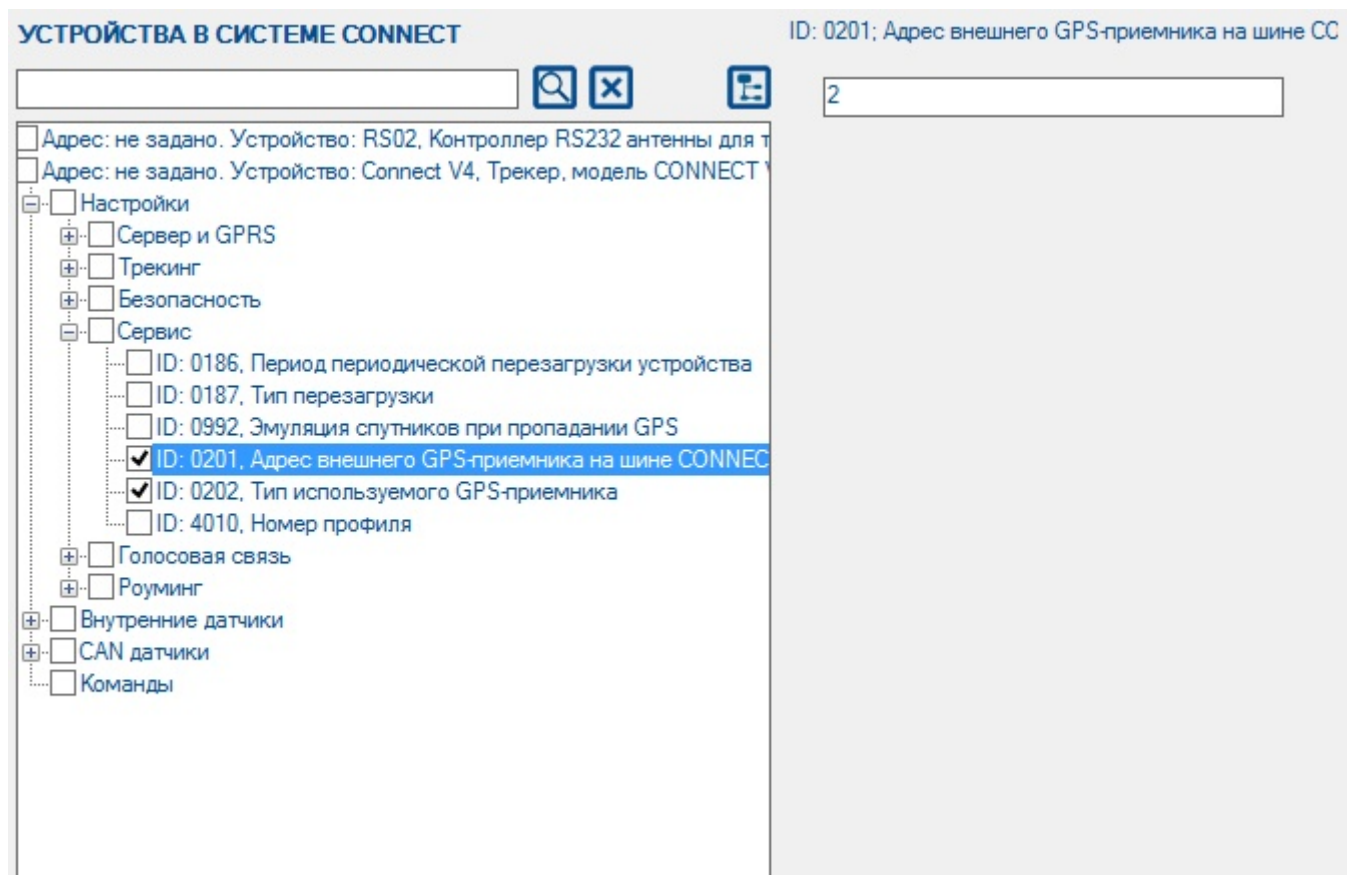 УСТРОЙСТВА В СИСТЕМЕ CONNECT
ID: 0201; Адрес внешнего GPS-приемника на шине CO
2
Адрес: не задано. Устройство: RS02, Контроллер RS232 антенны для т
Адрес: не задано. Устройство: Connect V4, Трекер, модель CONNECT
Настройки
Сервер и GPRS
Трекинг
Безопасность
Сервис
ID: 0186, Период периодической перезагрузки устройства
ID: 0187, Тип перезагрузки
ID: 0992, Эмуляция спутников при пропадании GPS
ID: 0201, Адрес внешнего GPS-приемника на шине CONNEC
ID: 0202, Тип используемого GPS-приемника
ID: 4010, Номер профиля
Голосовая связь
Роуминг
Внутренние датчики
CAN датчики
Команды